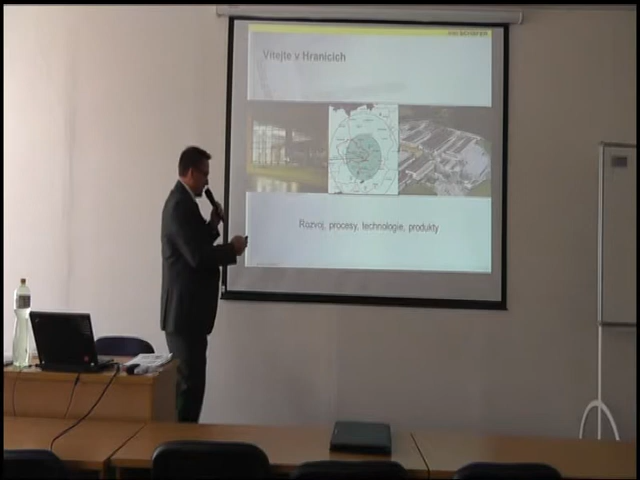 Vítejte v Hranicích
Rozvoj, procesy, technologie, produkty